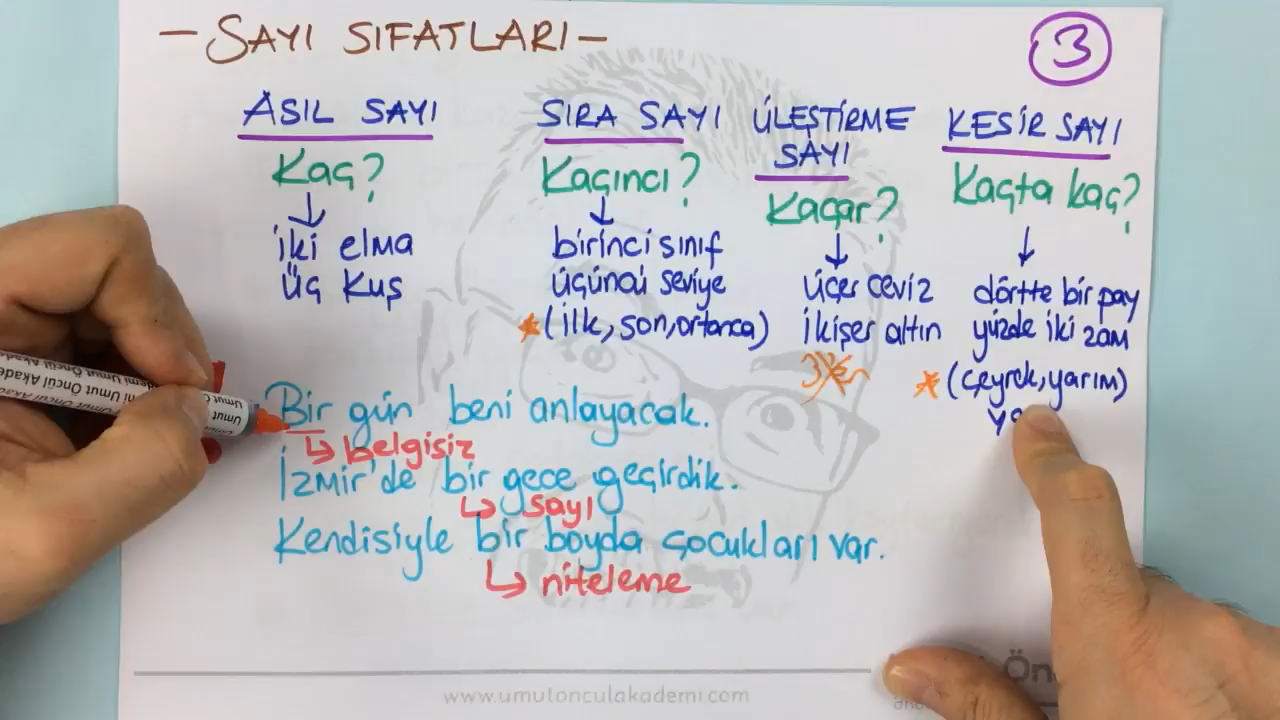 - SAYI SIFATLARI -
3
ASIL SAYI
Kaç?
iki elma
üç kuş
SIRA SAYI
Kaçıncı?
birinci sınıf
üçüncü seviye
(ilk, son, ortanca)
ÜLEŞTİRME
SAYI
Kaçar?
üçer ceviz
ikişer altın
KESİR SAYI
Kaçta kaç?
dörtte bir pay
yüzde iki zam
(çeyrek, yarım)
Bir gün beni anlayacak.
belgisiz
İzmir'de bir gece geçirdik.
sayı
Kendisiyle bir boyda çocukları var.
niteleme
www.umutonculakademi.com
Umut Öncül Akademi